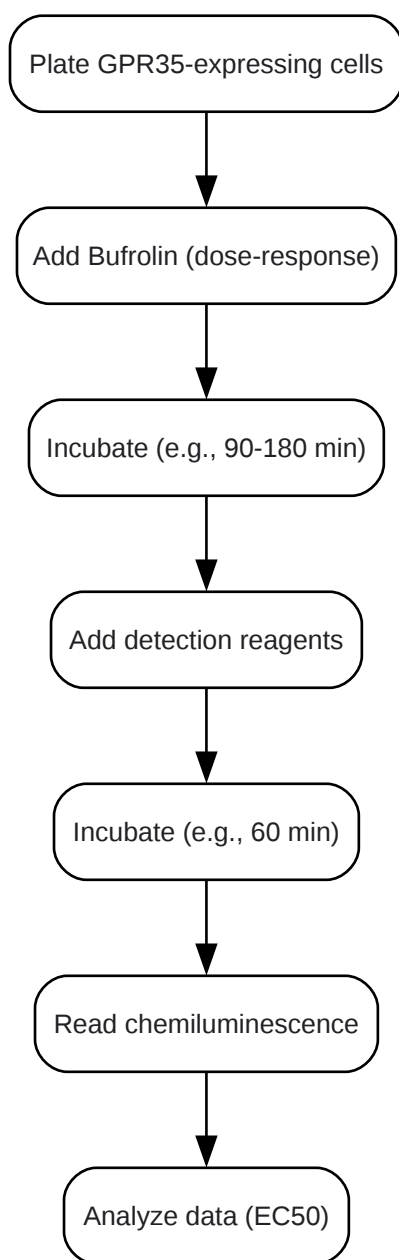 Plate GPR35-expressing cells
Add Bufrolin (dose-response)
Incubate (e.g., 90-180 min)
Add detection reagents
Incubate (e.g., 60 min)
Read chemiluminescence
Analyze data (EC50)